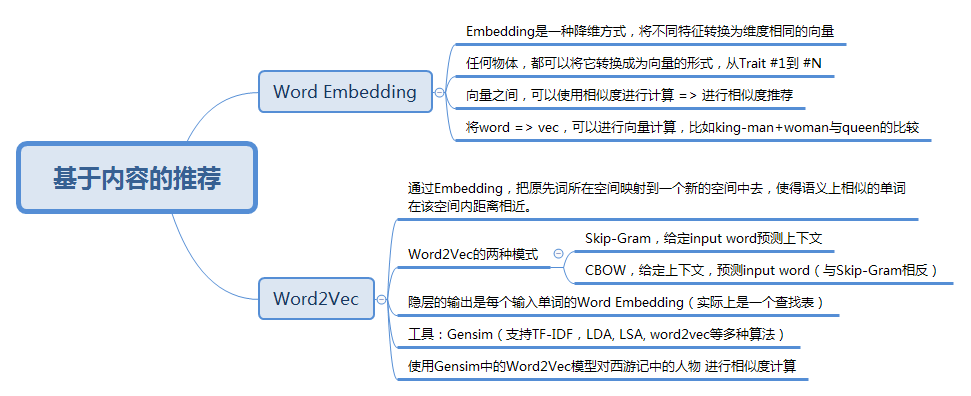 基于内容的推荐
Word Embedding
Embedding是一种降维方式，将不同特征转换为维度相同的向量
任何物体，都可以将它转换成为向量的形式，从Trait #1到 #N
向量之间，可以使用相似度进行计算 => 进行相似度推荐
将word => vec，可以进行向量计算，比如king-man+woman与queen的比较
Word2Vec
通过Embedding，把原先词所在空间映射到一个新的空间中去，使得语义上相似的单词
在该空间内距离相近。
Word2Vec的两种模式
Skip-Gram，给定input word预测上下文
CBOW，给定上下文，预测input word（与Skip-Gram相反）
隐层的输出是每个输入单词的Word Embedding（实际上是一个查找表）
工具：Gensim（支持TF-IDF，LDA, LSA, word2vec等多种算法）
使用Gensim中的Word2Vec模型对西游记中的人物 进行相似度计算